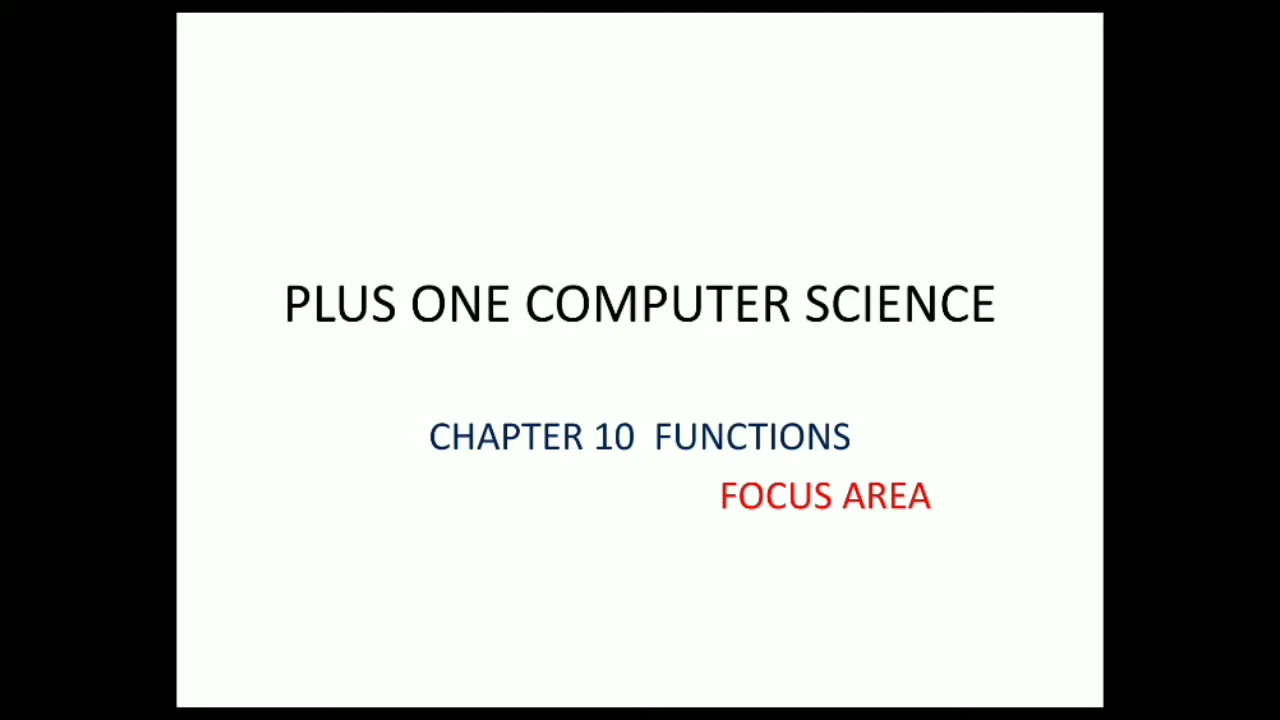 PLUS ONE COMPUTER SCIENCE
CHAPTER 10  FUNCTIONS
FOCUS AREA